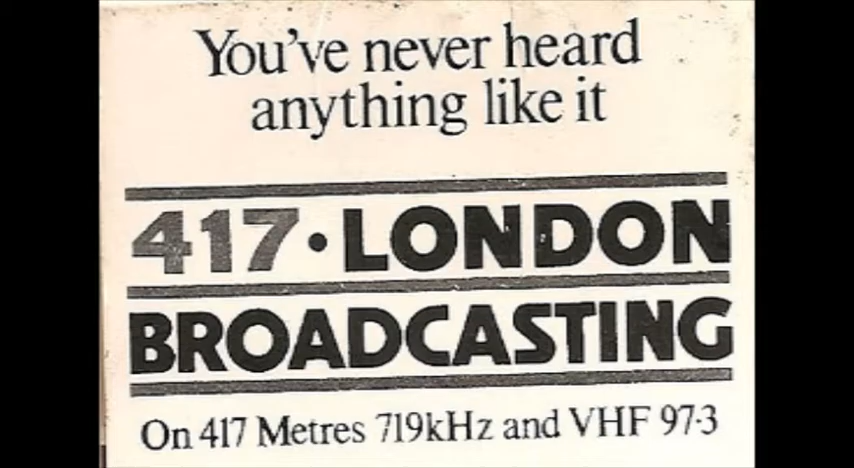 You've never heard
anything like it
417·LONDON
BROADCASTING
On 417 Metres 719kHz and VHF 97·3